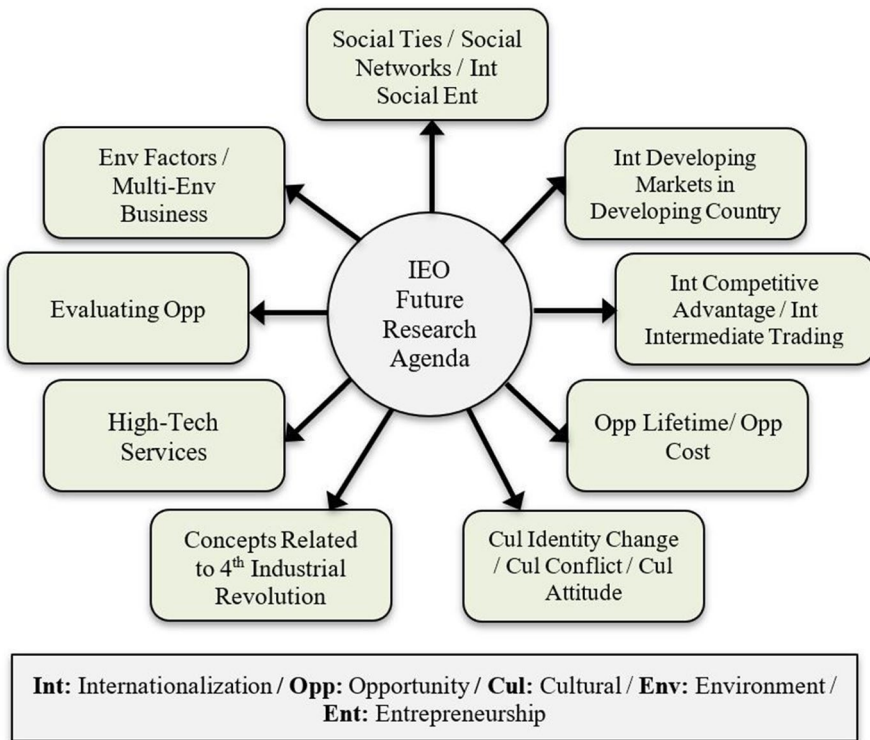 Social Ties / Social
Networks / Int
Social Ent
Env Factors /
Multi-Env
Business
Int Developing
Markets in
Developing Country
IEO
Future
Research
Agenda
Evaluating Opp
Int Competitive
Advantage / Int
Intermediate Trading
High-Tech
Services
Opp Lifetime/ Opp
Cost
Concepts Related
to 4th Industrial
Revolution
Cul Identity Change
/ Cul Conflict / Cul
Attitude
Int: Internationalization / Opp: Opportunity / Cul: Cultural / Env: Environment /
Ent: Entrepreneurship